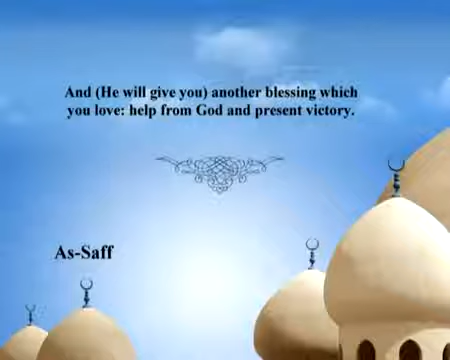 And (He will give you) another blessing which
you love: help from God and present victory.
As-Saff